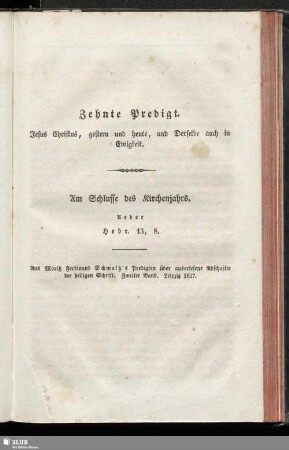 Zehnte Predigt.
Jesus Christus, gestern und heute, und Derselbe auch in
Ewigkeit.
Am Schlusse des Kirchenjahrs.
Ueber
Hebr. 13, 8.
Aus Moritz Ferdinand Schmaltz's Predigten über auserlesene Abschnitte
der heiligen Schrift. Zweiter Band. Leipzig 1827.
SLUB